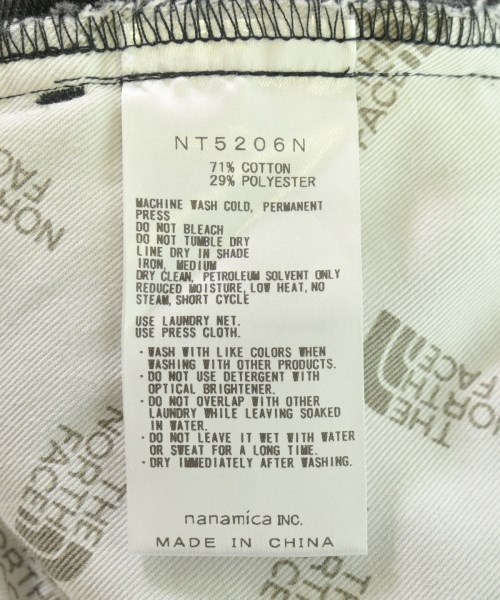 NT5206N
71% COTTON
29% POLYESTER
MACHINE WASH COLD, PERMANENT
PRESS
DO NOT BLEACH
DO NOT TUMBLE DRY
LINE DRY IN SHADE
IRON, MEDIUM
DRY CLEAN, PETROLEUM SOLVENT ONLY
REDUCED MOISTURE, LOW HEAT, NO
STEAM, SHORT CYCLE
USE LAUNDRY NET.
USE PRESS CLOTH.
・WASH WITH LIKE COLORS WHEN
WASHING WITH OTHER PRODUCTS.
・DO NOT USE DETERGENT WITH
OPTICAL BRIGHTENER.
・DO NOT OVERLAP WITH OTHER
LAUNDRY WHILE LEAVING SOAKED
IN WATER.
・DO NOT LEAVE IT WET WITH WATER
OR SWEAT FOR A LONG TIME.
・DRY IMMEDIATELY AFTER WASHING.
nanamica INC.
MADE IN CHINA
THE
NORTH
FACE
THE
NORTH
FACE